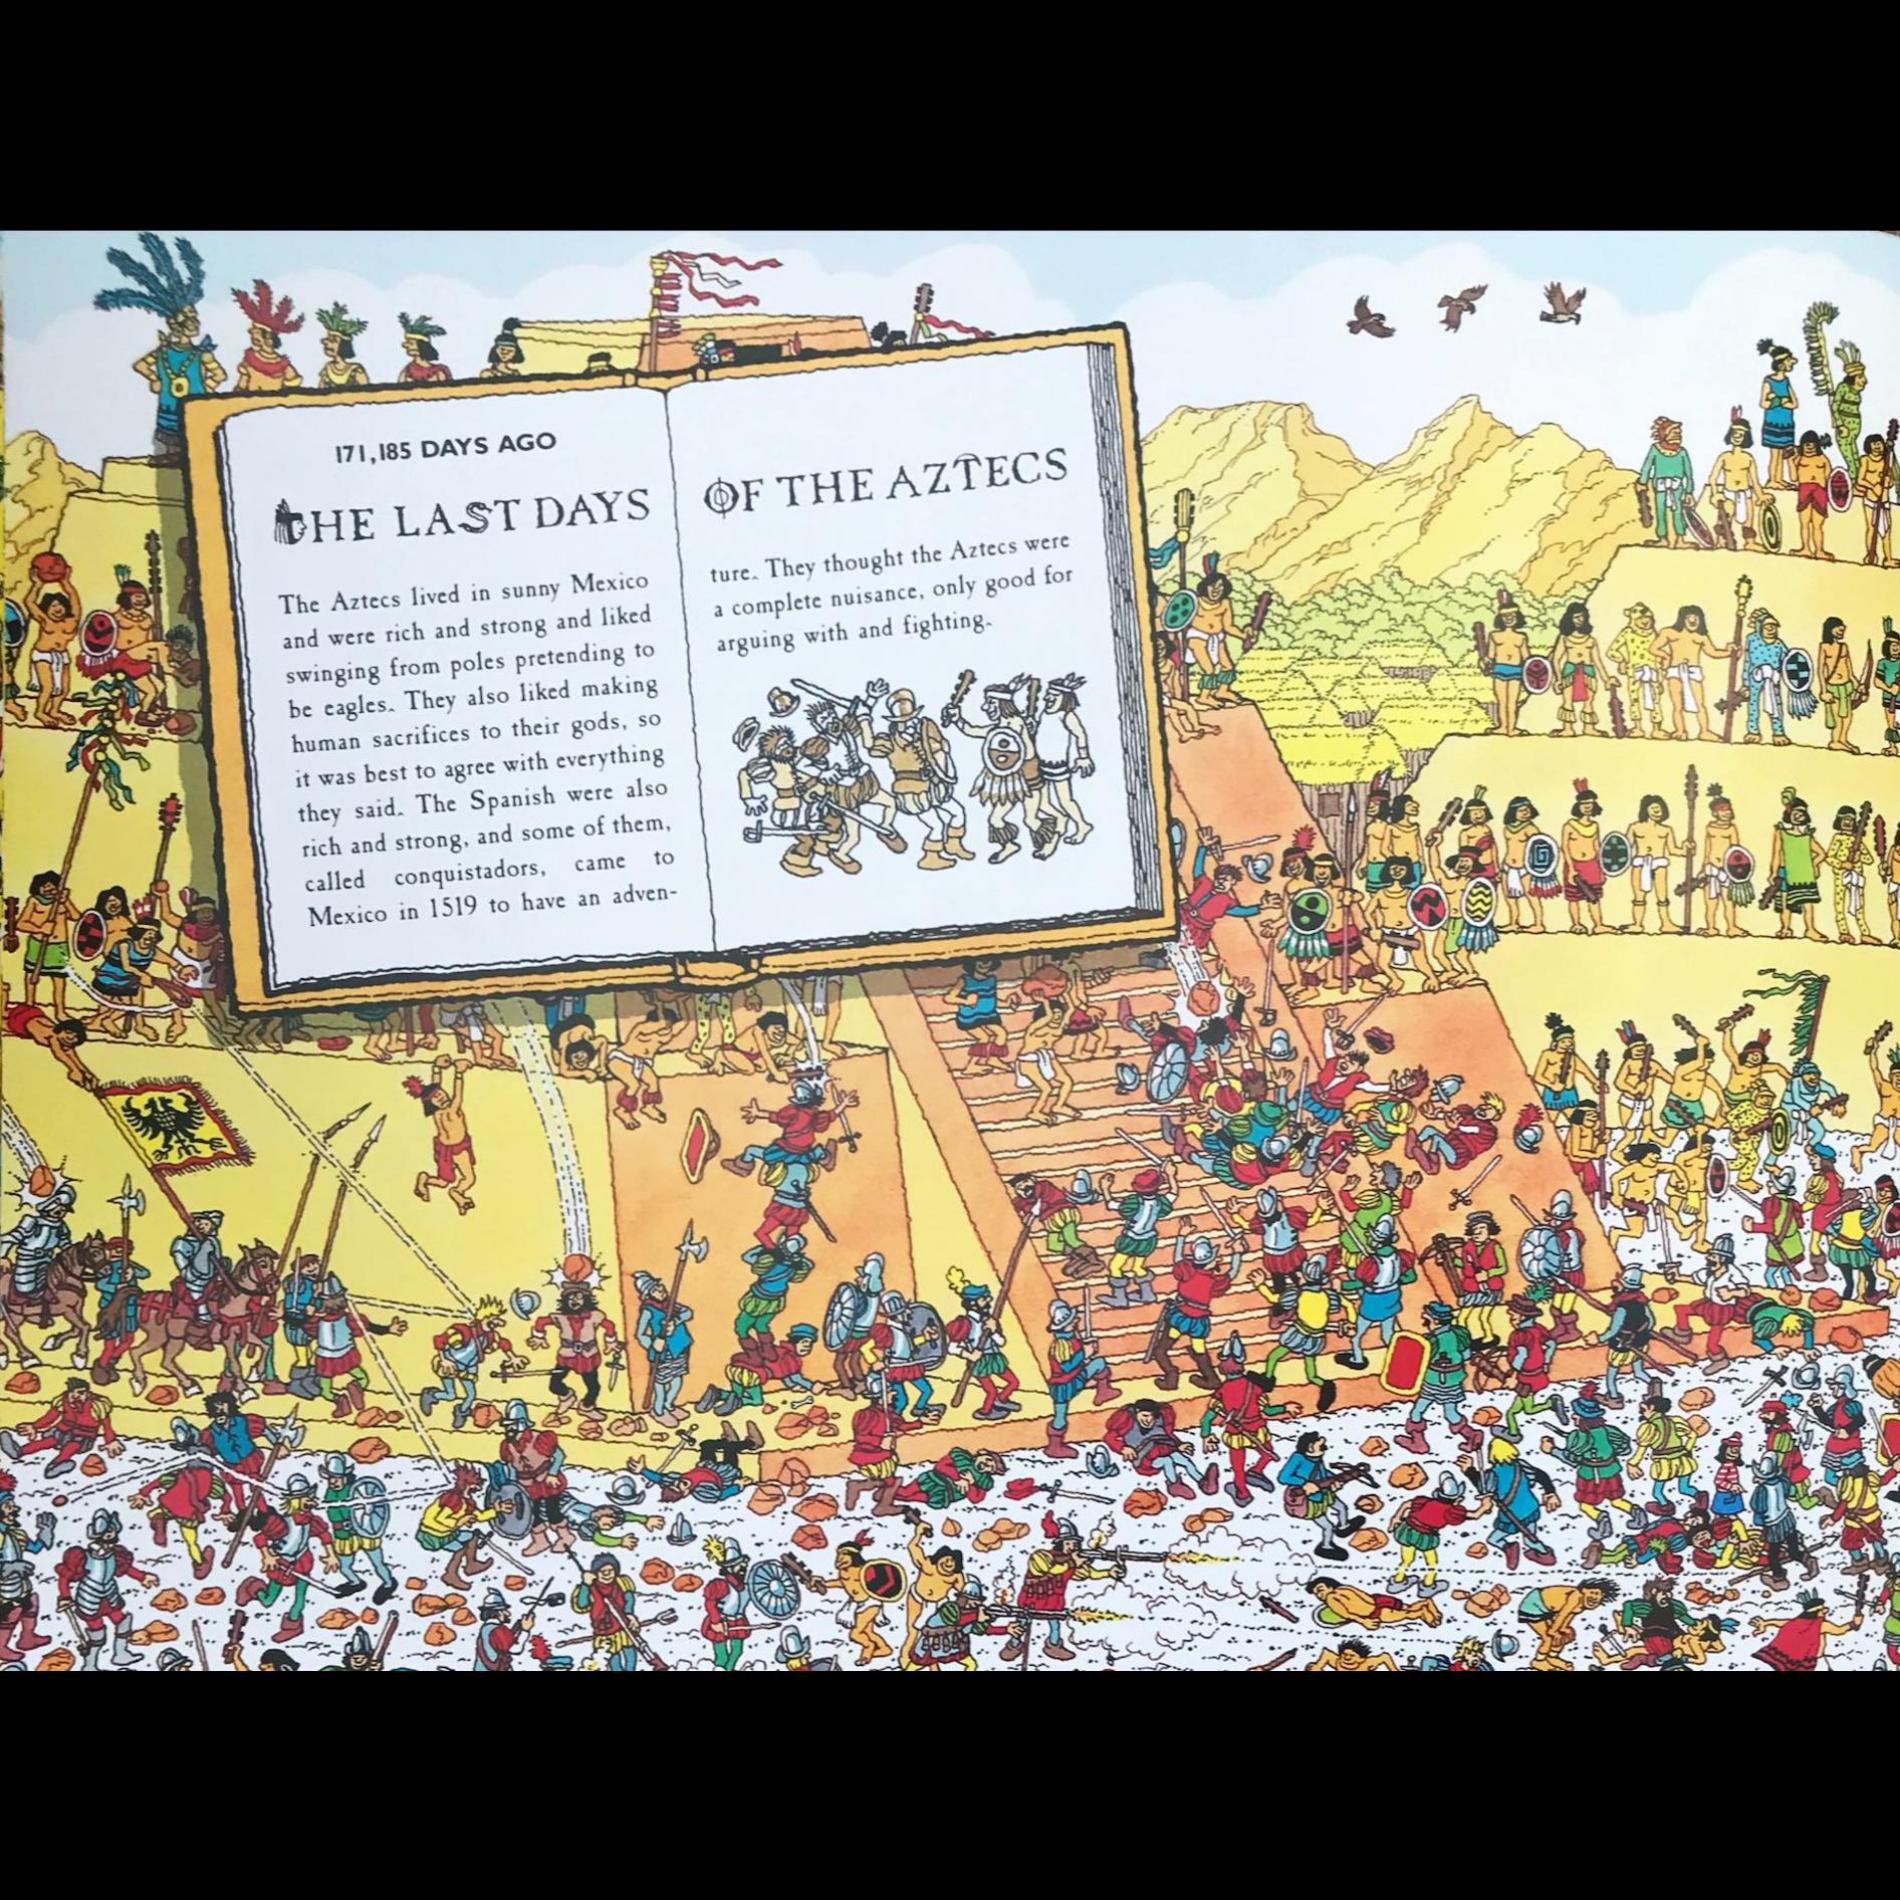 171,185 DAYS AGO
THE LAST DAYS
The Aztecs lived in sunny Mexico
and were rich and strong and liked
swinging from poles pretending to
be eagles. They also liked making
human sacrifices to their gods, so
it was best to agree with everything
they said. The Spanish were also
rich and strong, and some of them,
called conquistadors, came to
Mexico in 1519 to have an adven-
OF THE AZTECS
ture. They thought the Aztecs were
a complete nuisance, only good for
arguing with and fighting.